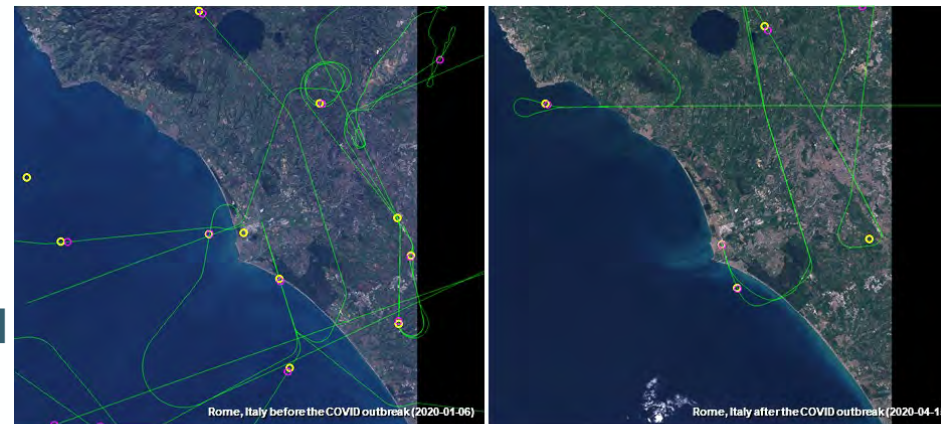 Rome, Italy before the COVID outbreak (2020-01-06)
Rome, Italy after the COVID outbreak (2020-04-1